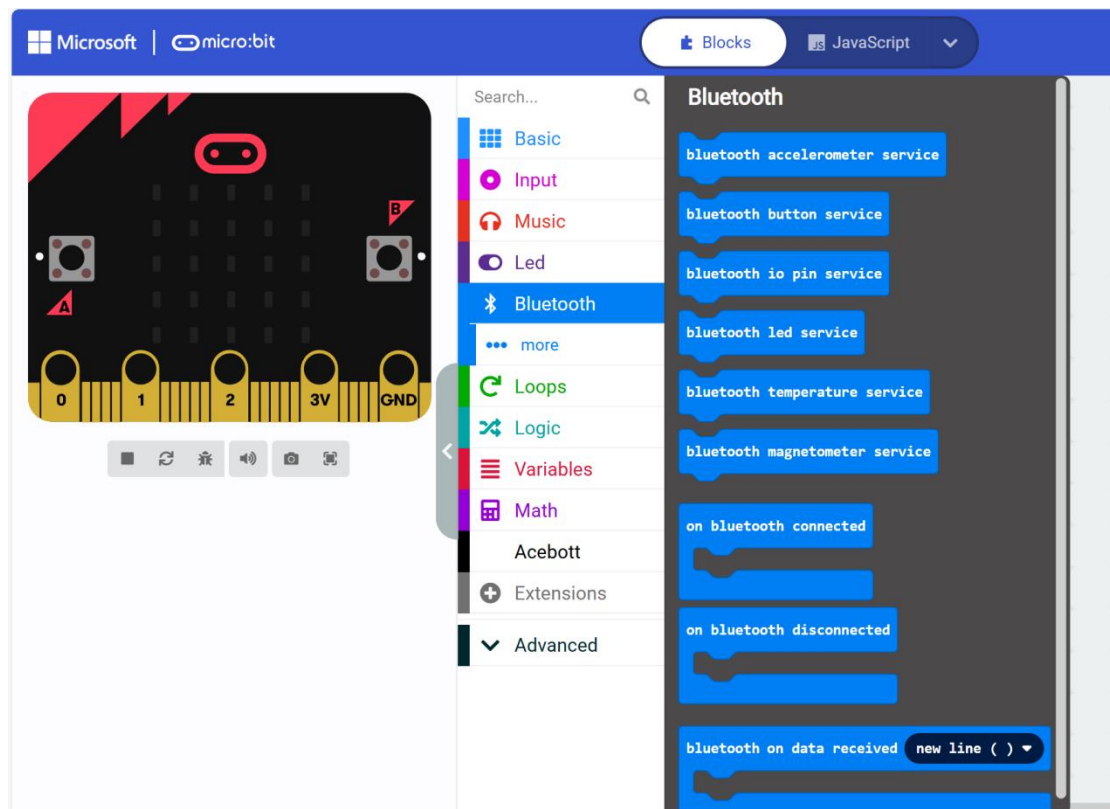 Microsoft
micro:bit
Blocks
JS JavaScript
Search...
Basic
Input
Music
Led
Bluetooth
more
Loops
Logic
Variables
Math
Acebott
Extensions
Advanced
B
A
0
1
2
3V
GND
Bluetooth
bluetooth accelerometer service
bluetooth button service
bluetooth io pin service
bluetooth led service
bluetooth temperature service
bluetooth magnetometer service
on bluetooth connected
on bluetooth disconnected
bluetooth on data received new line ( )